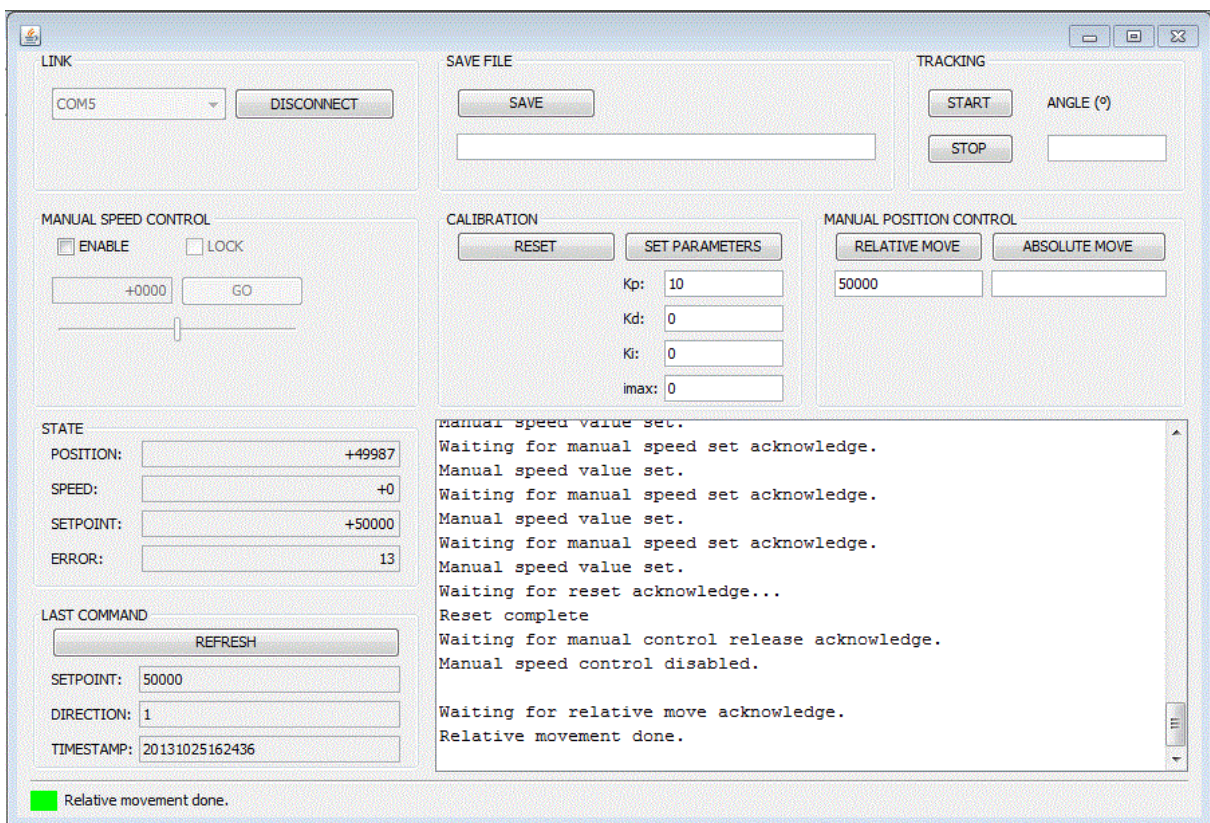 LINK
COM5
DISCONNECT
SAVE FILE
SAVE
TRACKING
START
ANGLE (º)
STOP
MANUAL SPEED CONTROL
ENABLE
LOCK
+0000
GO
CALIBRATION
RESET
SET PARAMETERS
Kp: 10
Kd: 0
Ki: 0
imax: 0
MANUAL POSITION CONTROL
RELATIVE MOVE
ABSOLUTE MOVE
50000
STATE
POSITION: +49987
SPEED: +0
SETPOINT: +50000
ERROR: 13
LAST COMMAND
REFRESH
SETPOINT: 50000
DIRECTION: 1
TIMESTAMP: 20131025162436
Manual speed value set.
Waiting for manual speed set acknowledge.
Manual speed value set.
Waiting for manual speed set acknowledge.
Manual speed value set.
Waiting for manual speed set acknowledge.
Manual speed value set.
Waiting for reset acknowledge...
Reset complete
Waiting for manual control release acknowledge.
Manual speed control disabled.
Waiting for relative move acknowledge.
Relative movement done.
Relative movement done.